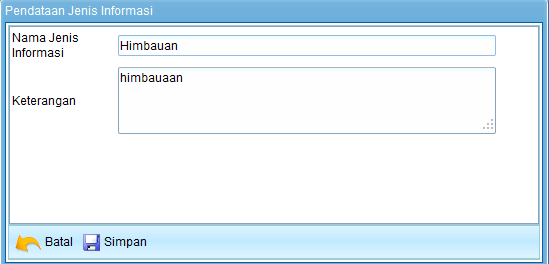 Pendataan Jenis Informasi
Nama Jenis
Informasi
Himbauan
Keterangan
himbauaan
Batal
Simpan